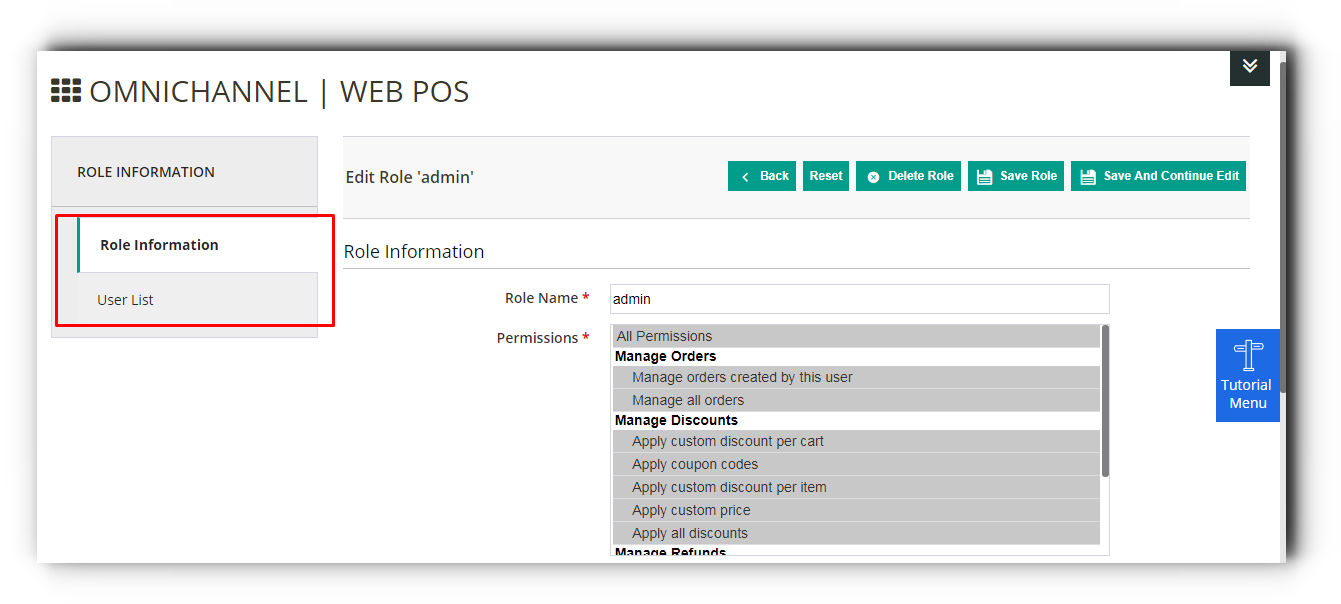 OMNICHANNEL | WEB POS
ROLE INFORMATION
Role Information
User List
Edit Role 'admin'
Back
Reset
Delete Role
Save Role
Save And Continue Edit
Role Information
Role Name *
admin
Permissions *
All Permissions
Manage Orders
Manage orders created by this user
Manage all orders
Manage Discounts
Apply custom discount per cart
Apply coupon codes
Apply custom discount per item
Apply custom price
Apply all discounts
Manage Refunds
Tutorial
Menu